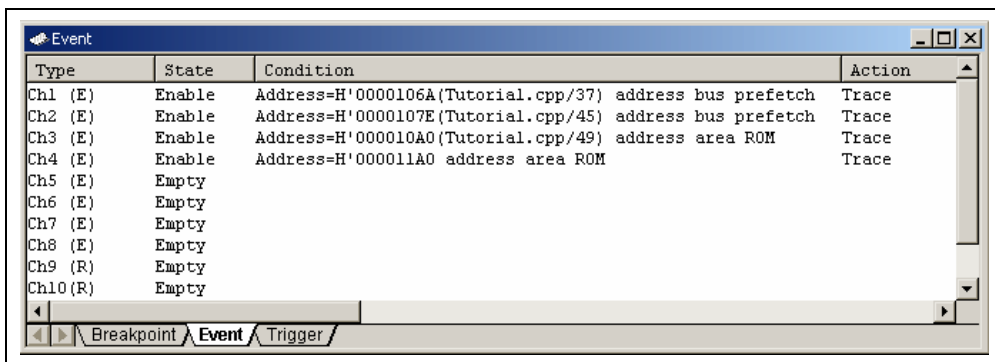 Event
Type State Condition Action
Ch1 (E) Enable Address=H'0000106A(Tutorial.cpp/37) address bus prefetch Trace
Ch2 (E) Enable Address=H'0000107E(Tutorial.cpp/45) address bus prefetch Trace
Ch3 (E) Enable Address=H'000010A0(Tutorial.cpp/49) address area ROM Trace
Ch4 (E) Enable Address=H'000011A0 address area ROM Trace
Ch5 (E) Empty
Ch6 (E) Empty
Ch7 (E) Empty
Ch8 (E) Empty
Ch9 (R) Empty
Ch10(R) Empty
Breakpoint Event Trigger